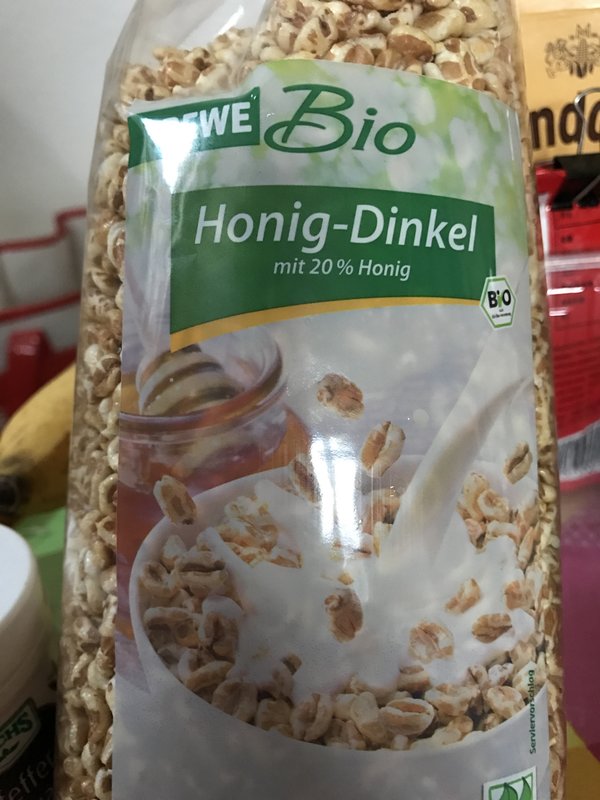 REWE Bio
Honig-Dinkel
mit 20 % Honig
BiO
Serviervorschlag